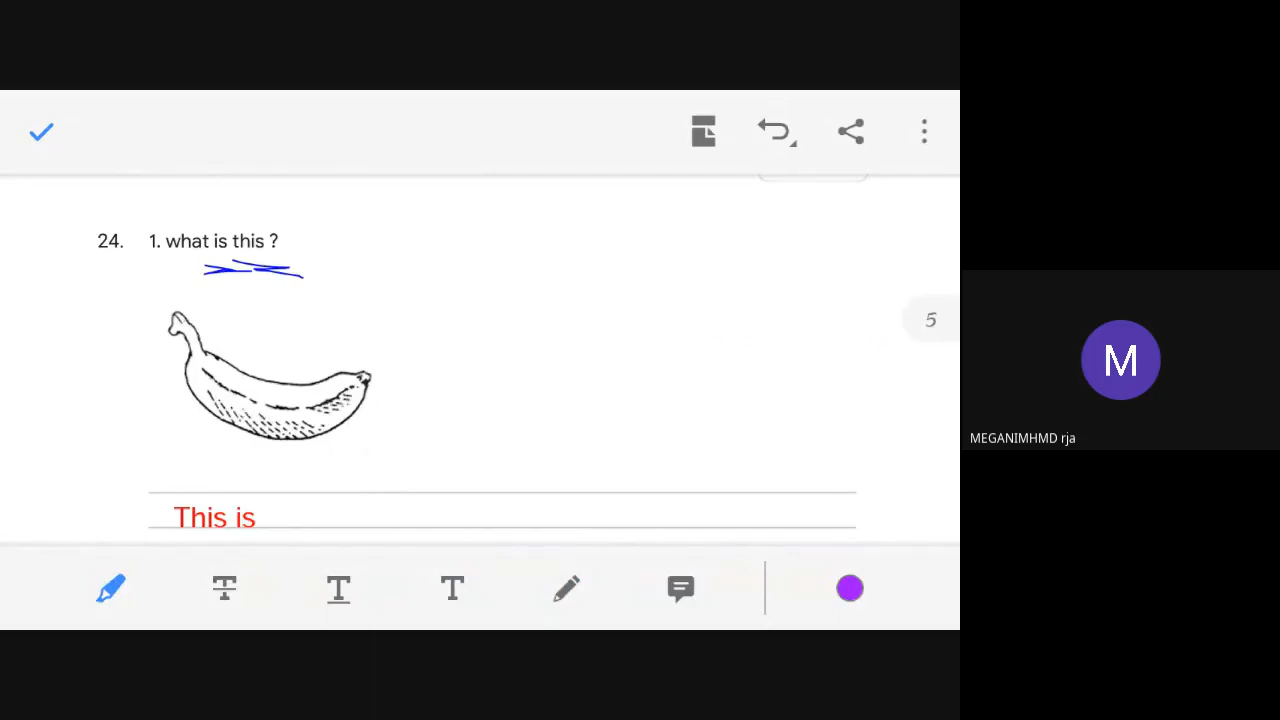 24. 1. what is this ?
5
This is
T T T
M
MEGANIMHMD rja